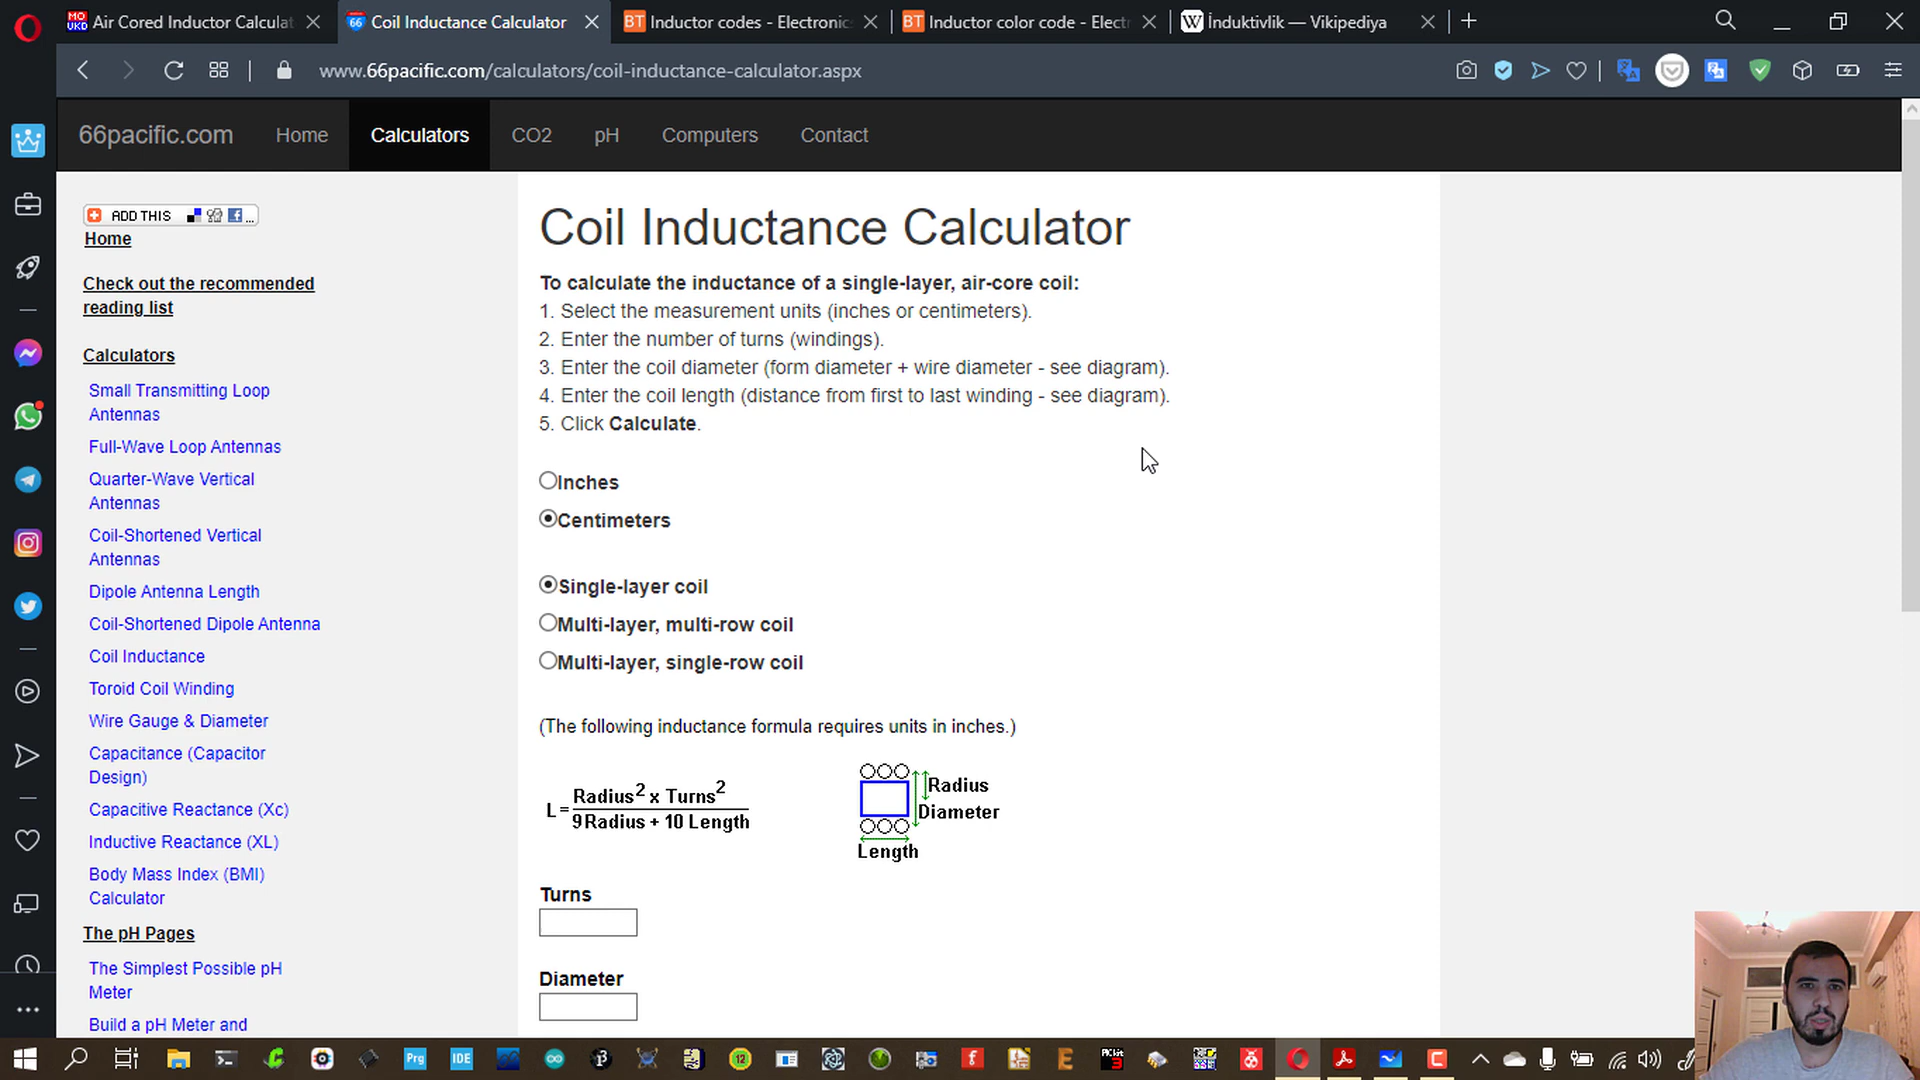 Air Cored Inductor Calculat
Coil Inductance Calculator
BT Inductor codes - Electronics
BT Inductor color code - Elect
W İnduktivlik — Vikipediya
www.66pacific.com/calculators/coil-inductance-calculator.aspx
66pacific.com
Home
Calculators
CO2
pH
Computers
Contact
ADD THIS
...
Home
Check out the recommended
reading list
Calculators
Small Transmitting Loop
Antennas
Full-Wave Loop Antennas
Quarter-Wave Vertical
Antennas
Coil-Shortened Vertical
Antennas
Dipole Antenna Length
Coil-Shortened Dipole Antenna
Coil Inductance
Toroid Coil Winding
Wire Gauge & Diameter
Capacitance (Capacitor
Design)
Capacitive Reactance (Xc)
Inductive Reactance (XL)
Body Mass Index (BMI)
Calculator
The pH Pages
The Simplest Possible pH
Meter
Build a pH Meter and
Coil Inductance Calculator
To calculate the inductance of a single-layer, air-core coil:
1. Select the measurement units (inches or centimeters).
2. Enter the number of turns (windings).
3. Enter the coil diameter (form diameter + wire diameter - see diagram).
4. Enter the coil length (distance from first to last winding - see diagram).
5. Click Calculate.
Inches
Centimeters
Single-layer coil
Multi-layer, multi-row coil
Multi-layer, single-row coil
(The following inductance formula requires units in inches.)
L = Radius² x Turns²
9 Radius + 10 Length
Radius
Diameter
Length
Turns
Diameter
Prg
IDE
12